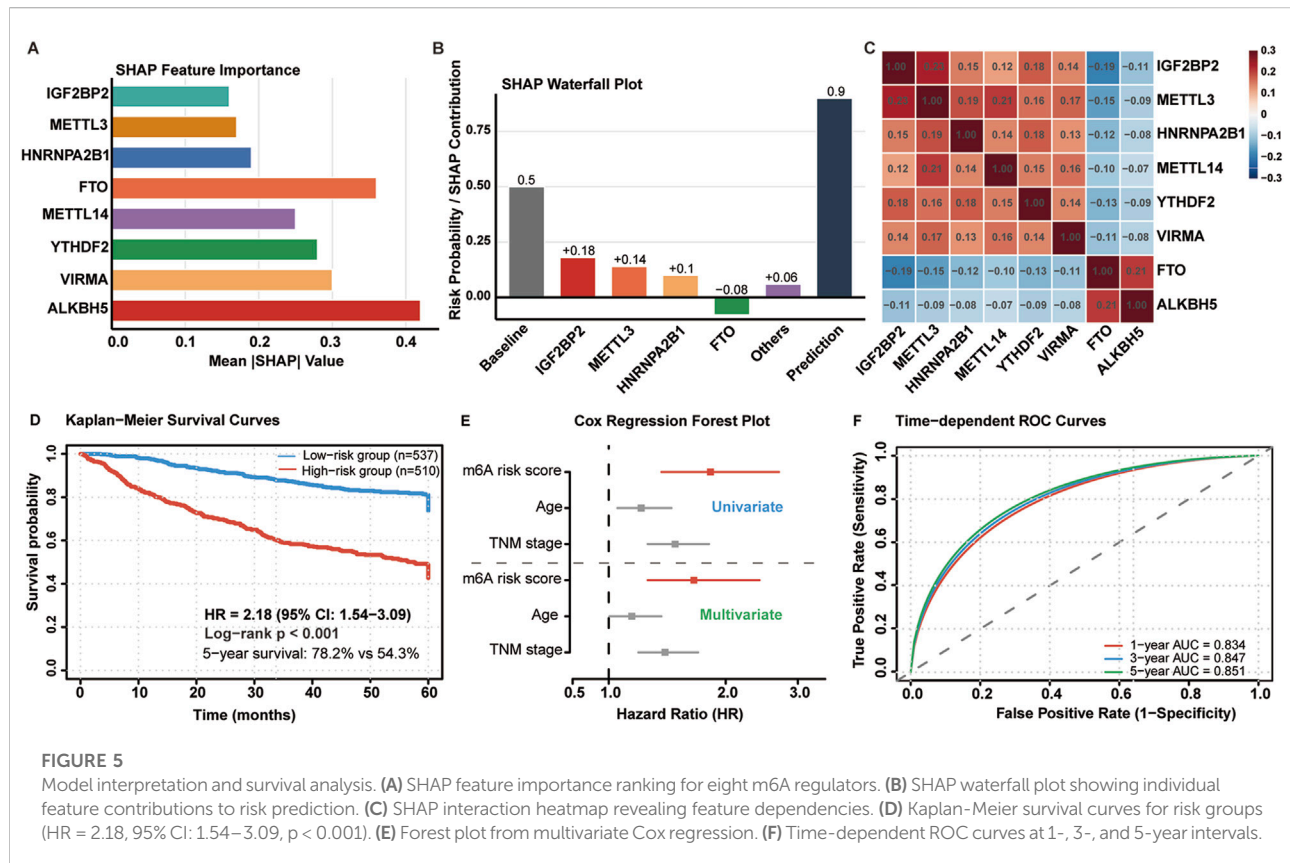 A
SHAP Feature Importance
IGF2BP2
METTL3
HNRNPA2B1
FTO
METTL14
YTHDF2
VIRMA
ALKBH5
0.0 0.1 0.2 0.3 0.4
Mean |SHAP| Value
B
SHAP Waterfall Plot
Risk Probability / SHAP Contribution
0.75
0.50
0.25
0.00
0.5
+0.18
+0.14
+0.1
−0.08
+0.06
0.9
Baseline IGF2BP2 METTL3 HNRNPA2B1 FTO Others Prediction
C
1.00 0.15 0.12 0.18 0.14 −0.19 −0.11 IGF2BP2
1.00 0.19 0.21 0.16 0.17 −0.15 −0.09 METTL3
0.15 0.19 1.00 0.14 0.18 0.13 −0.12 −0.08 HNRNPA2B1
0.12 0.21 0.14 1.00 0.15 0.16 −0.10 −0.07 METTL14
0.18 0.16 0.18 0.15 1.00 0.14 −0.13 −0.09 YTHDF2
0.14 0.17 0.13 0.16 0.14 1.00 −0.11 −0.08 VIRMA
−0.19 −0.15 −0.12 −0.10 −0.13 −0.11 1.00 0.21 FTO
−0.11 −0.09 −0.08 −0.07 −0.09 −0.08 0.21 1.00 ALKBH5
IGF2BP2 METTL3 HNRNPA2B1 METTL14 YTHDF2 VIRMA FTO ALKBH5
0.3
0.2
0.1
0
−0.1
−0.2
−0.3
D Kaplan−Meier Survival Curves
Survival probability
1.0
0.8
0.6
0.4
0.2
0.0
Low−risk group (n=537)
High−risk group (n=510)
HR = 2.18 (95% CI: 1.54−3.09)
Log−rank p < 0.001
5−year survival: 78.2% vs 54.3%
0 10 20 30 40 50 60
Time (months)
E Cox Regression Forest Plot
m6A risk score
Age
Univariate
TNM stage
m6A risk score
Age
Multivariate
TNM stage
0.5 1.0 2.0 3.0
Hazard Ratio (HR)
F Time−dependent ROC Curves
True Positive Rate (Sensitivity)
1.0
0.8
0.6
0.4
0.2
0.0
1−year AUC = 0.834
3−year AUC = 0.847
5−year AUC = 0.851
0.0 0.2 0.4 0.6 0.8 1.0
False Positive Rate (1−Specificity)
FIGURE 5
Model interpretation and survival analysis. (A) SHAP feature importance ranking for eight m6A regulators. (B) SHAP waterfall plot showing individual
feature contributions to risk prediction. (C) SHAP interaction heatmap revealing feature dependencies. (D) Kaplan-Meier survival curves for risk groups
(HR = 2.18, 95% CI: 1.54–3.09, p < 0.001). (E) Forest plot from multivariate Cox regression. (F) Time-dependent ROC curves at 1-, 3-, and 5-year intervals.